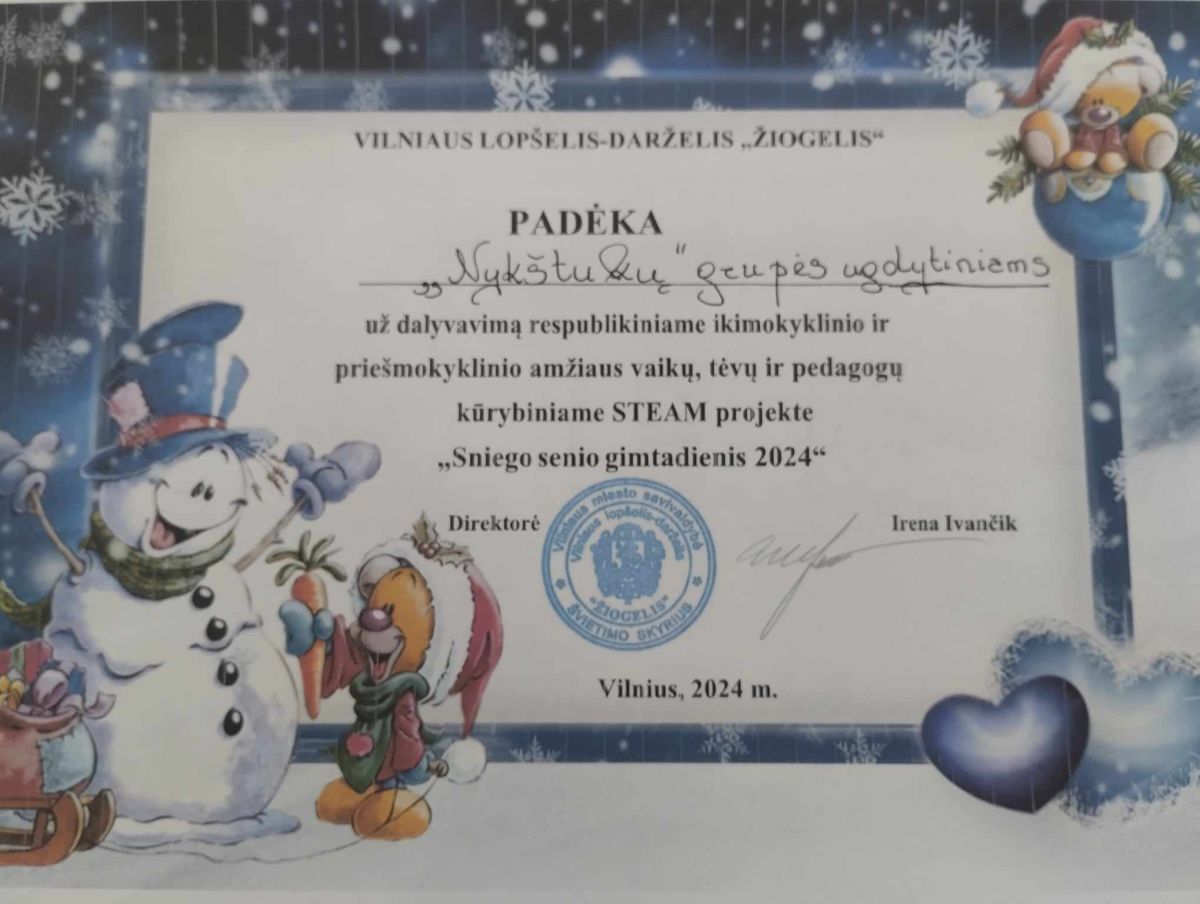 VILNIAUS LOPŠELIS-DARŽELIS „ŽIOGELIS“
PADĖKA
„Nykštukų“ grupės ugdytiniams
už dalyvavimą respublikiniame ikimokyklinio ir
priešmokyklinio amžiaus vaikų, tėvų ir pedagogų
kūrybiniame STEAM projekte
„Sniego senio gimtadienis 2024“
Direktorė
Vilniaus miesto savivaldybė
Vilniaus lopšelis-darželis
"ŽIOGELIS"
ŠVIETIMO SKYRIUS
Irena Ivančik
Vilnius, 2024 m.